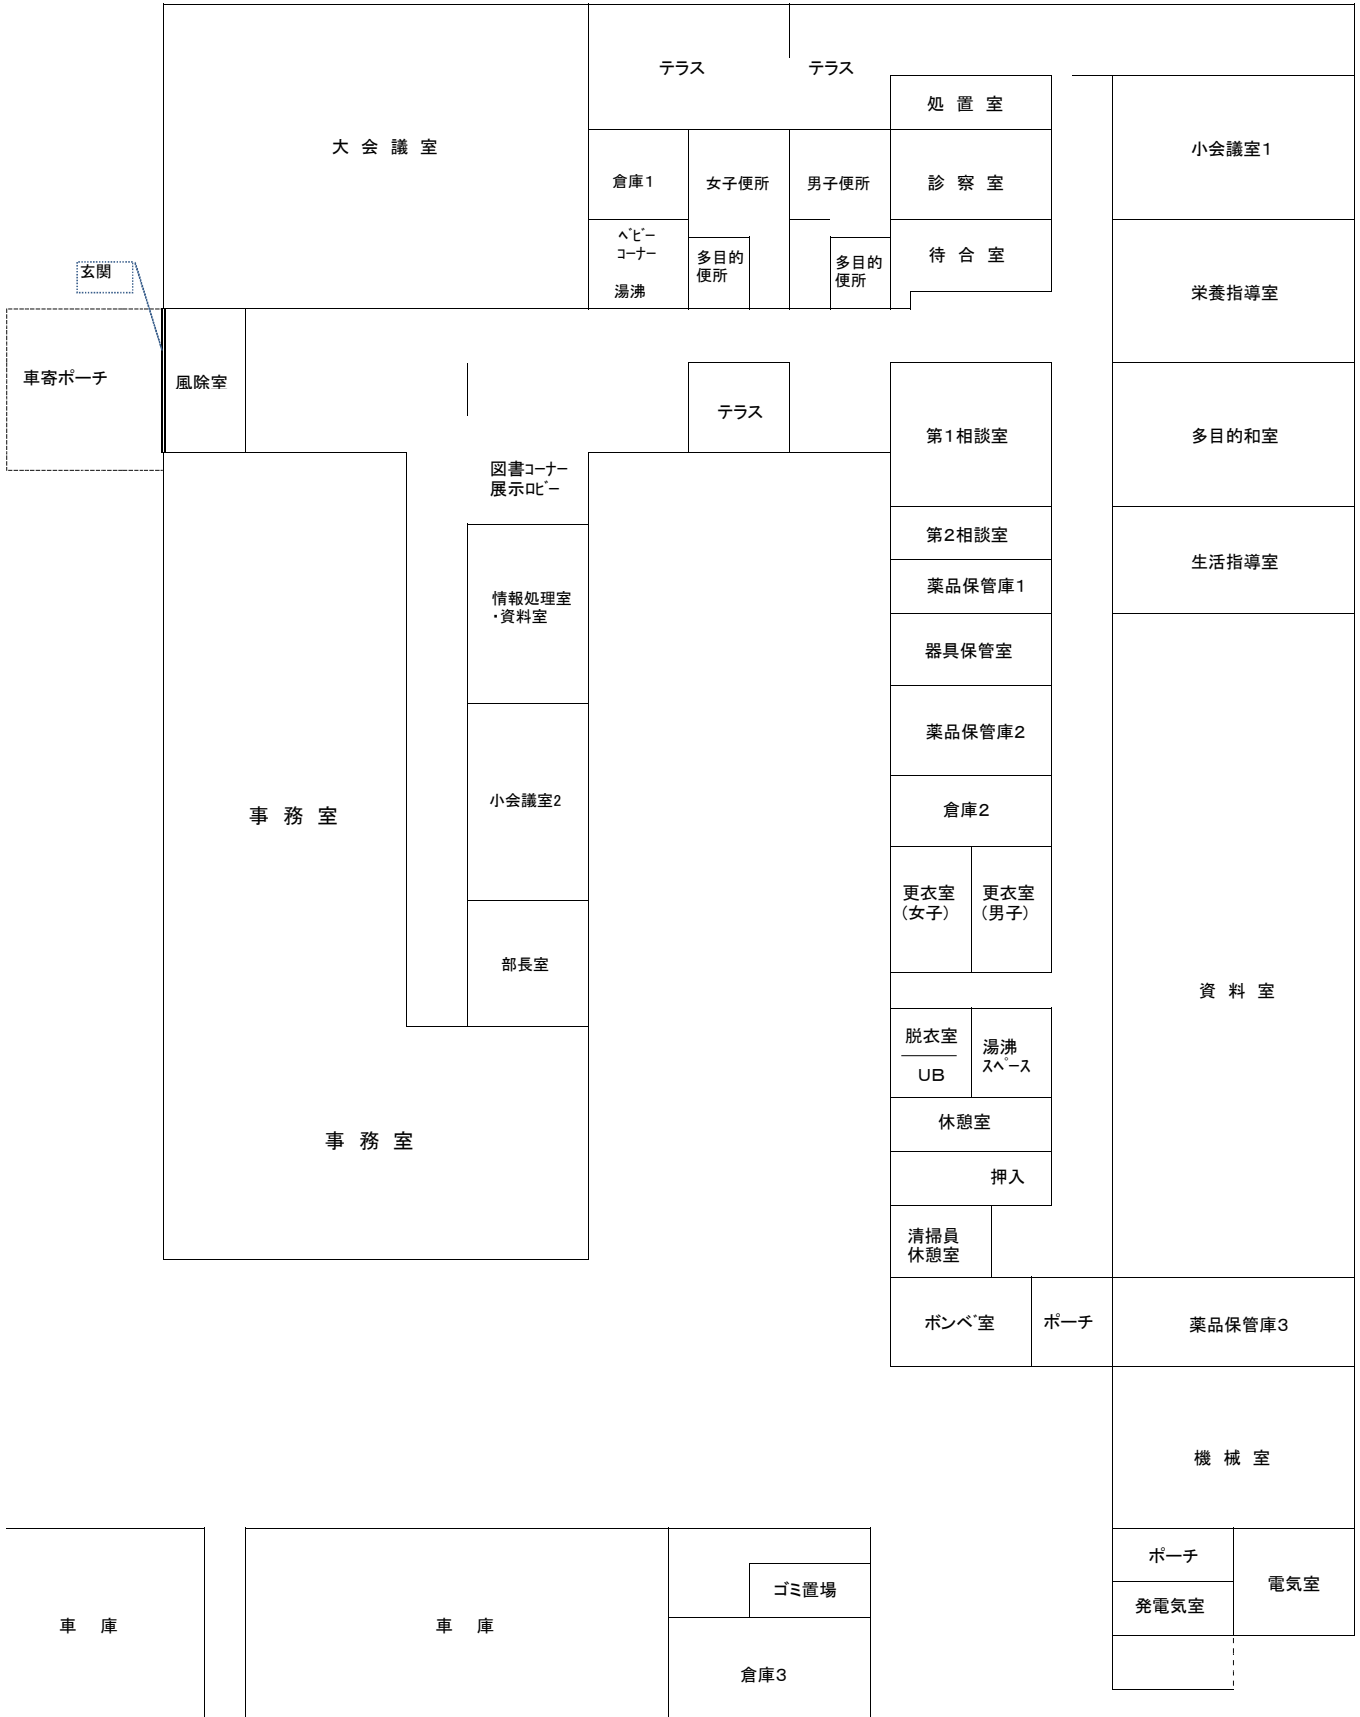 テラス
テラス
処 置 室
大 会 議 室
小会議室1
倉庫1
女子便所
男子便所
診 察 室
ﾍﾞﾋﾞｰ
ｺｰﾅｰ
湯沸
多目的
便所
多目的
便所
待 合 室
玄関
栄養指導室
車寄ポーチ
風除室
テラス
第1相談室
多目的和室
図書ｺｰﾅｰ
展示ﾛﾋﾞｰ
第2相談室
生活指導室
薬品保管庫1
情報処理室
・資料室
器具保管室
薬品保管庫2
小会議室2
事 務 室
倉庫2
更衣室
(女子)
更衣室
(男子)
部長室
資 料 室
脱衣室
UB
湯沸
ｽﾍﾟｰｽ
休憩室
事 務 室
押入
清掃員
休憩室
ボンベ室
ポーチ
薬品保管庫3
機 械 室
ポーチ
電気室
ゴミ置場
発電気室
車 庫
車 庫
倉庫3